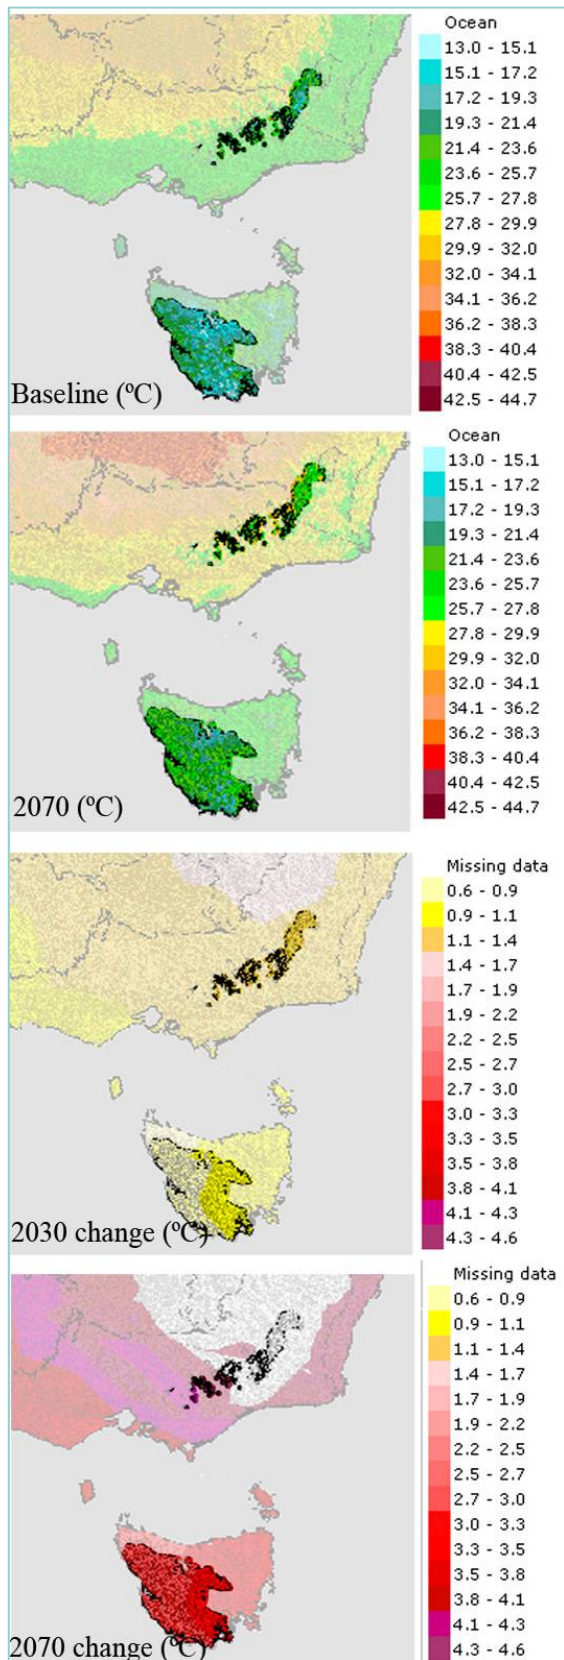 Ocean
13.0 - 15.1
15.1 - 17.2
17.2 - 19.3
19.3 - 21.4
21.4 - 23.6
23.6 - 25.7
25.7 - 27.8
27.8 - 29.9
29.9 - 32.0
32.0 - 34.1
34.1 - 36.2
36.2 - 38.3
38.3 - 40.4
40.4 - 42.5
42.5 - 44.7
Baseline (ºC)
Ocean
13.0 - 15.1
15.1 - 17.2
17.2 - 19.3
19.3 - 21.4
21.4 - 23.6
23.6 - 25.7
25.7 - 27.8
27.8 - 29.9
29.9 - 32.0
32.0 - 34.1
34.1 - 36.2
36.2 - 38.3
38.3 - 40.4
40.4 - 42.5
42.5 - 44.7
2070 (ºC)
Missing data
0.6 - 0.9
0.9 - 1.1
1.1 - 1.4
1.4 - 1.7
1.7 - 1.9
1.9 - 2.2
2.2 - 2.5
2.5 - 2.7
2.7 - 3.0
3.0 - 3.3
3.3 - 3.5
3.5 - 3.8
3.8 - 4.1
4.1 - 4.3
4.3 - 4.6
2030 change (ºC)
Missing data
0.6 - 0.9
0.9 - 1.1
1.1 - 1.4
1.4 - 1.7
1.7 - 1.9
1.9 - 2.2
2.2 - 2.5
2.5 - 2.7
2.7 - 3.0
3.0 - 3.3
3.3 - 3.5
3.5 - 3.8
3.8 - 4.1
4.1 - 4.3
4.3 - 4.6
2070 change (ºC)